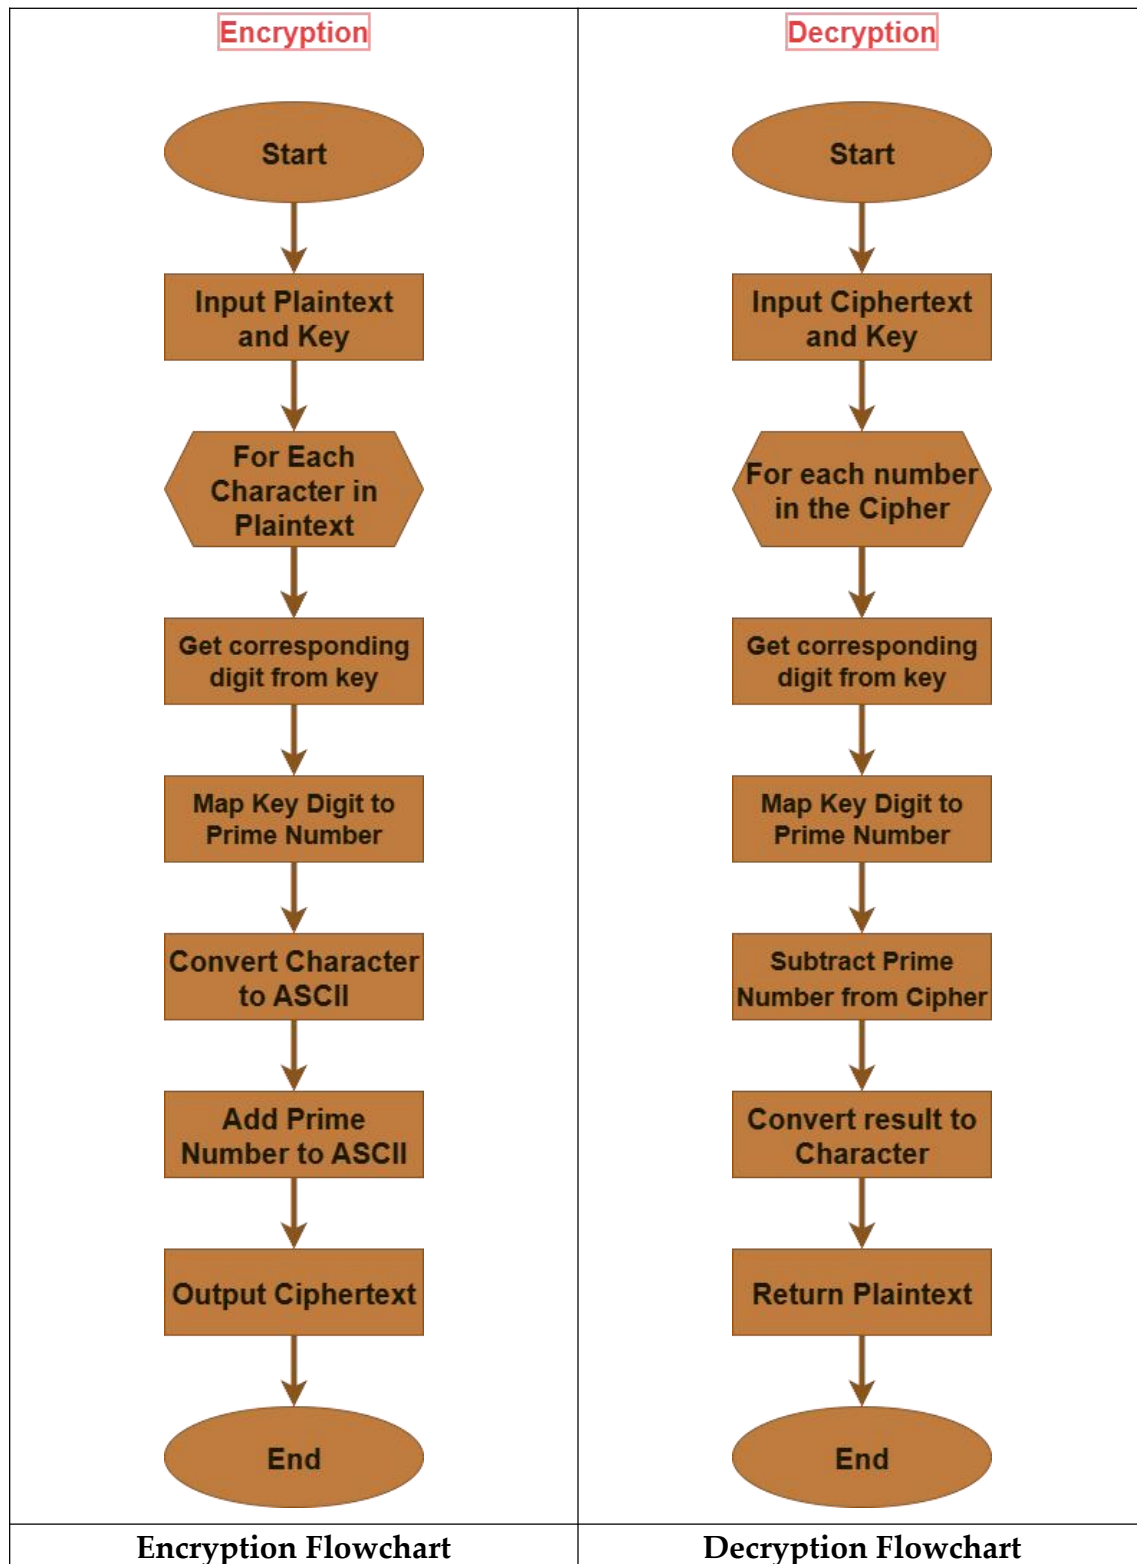 Encryption
Start
Input Plaintext
and Key
For Each
Character in
Plaintext
Get corresponding
digit from key
Map Key Digit to
Prime Number
Convert Character
to ASCII
Add Prime
Number to ASCII
Output Ciphertext
End
Encryption Flowchart
Decryption
Start
Input Ciphertext
and Key
For each number
in the Cipher
Get corresponding
digit from key
Map Key Digit to
Prime Number
Subtract Prime
Number from Cipher
Convert result to
Character
Return Plaintext
End
Decryption Flowchart